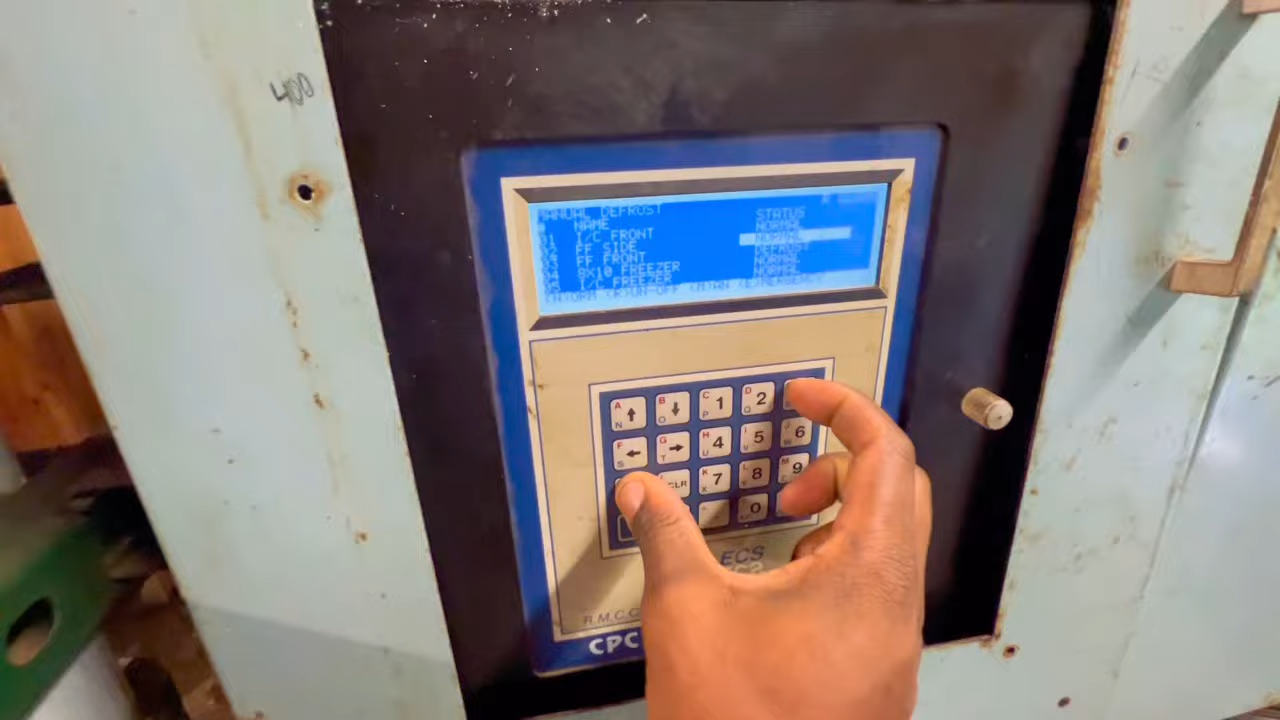 400
MANUAL DEFROST STATUS
# NAME NORMAL
01 I/C FRONT NORMAL
02 FF SIDE DEFROST
FF FRONT NORMAL
04 8X10 FREEZER NORMAL
05 I/C FREEZER
A N B O C P 1 D Q 2
F S G T H U 4 I 5 J 6
CLR K X 7 L 8 M 9
0
ECS
R.M.C.C
CPC